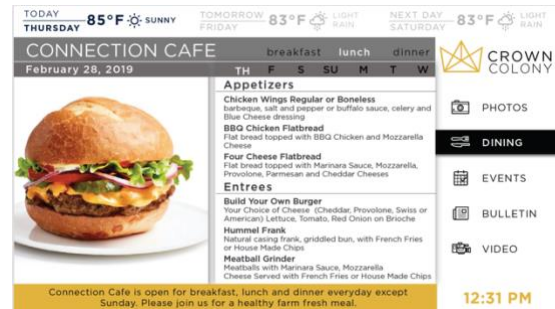 TODAY
THURSDAY
85°F
SUNNY
TOMORROW
FRIDAY
83°F
LIGHT
RAIN
NEXT DAY
SATURDAY
83°F
LIGHT
RAIN
CONNECTION CAFE
breakfast lunch dinner
February 28, 2019
TH F S SU M T W
Appetizers
Chicken Wings Regular or Boneless
barbeque, salt and pepper or buffalo sauce, celery and
Blue Cheese dressing
BBQ Chicken Flatbread
Flat bread topped with BBQ Chicken and Mozzarella
Cheese
Four Cheese Flatbread
Flat bread topped with Marinara Sauce, Mozzarella,
Provolone, Parmesan and Cheddar Cheeses
Entrees
Build Your Own Burger
Your Choice of Cheese (Cheddar, Provolone, Swiss or
American) Lettuce, Tomato, Red Onion on Brioche
Hummel Frank
Natural casing frank, griddled bun, with French Fries
or House Made Chips
Meatball Grinder
Meatballs with Marinara Sauce, Mozzarella
Cheese Served with French Fries or House Made Chips
Connection Cafe is open for breakfast, lunch and dinner everyday except
Sunday. Please join us for a healthy farm fresh meal.
CROWN
COLONY
PHOTOS
DINING
EVENTS
BULLETIN
VIDEO
12:31 PM